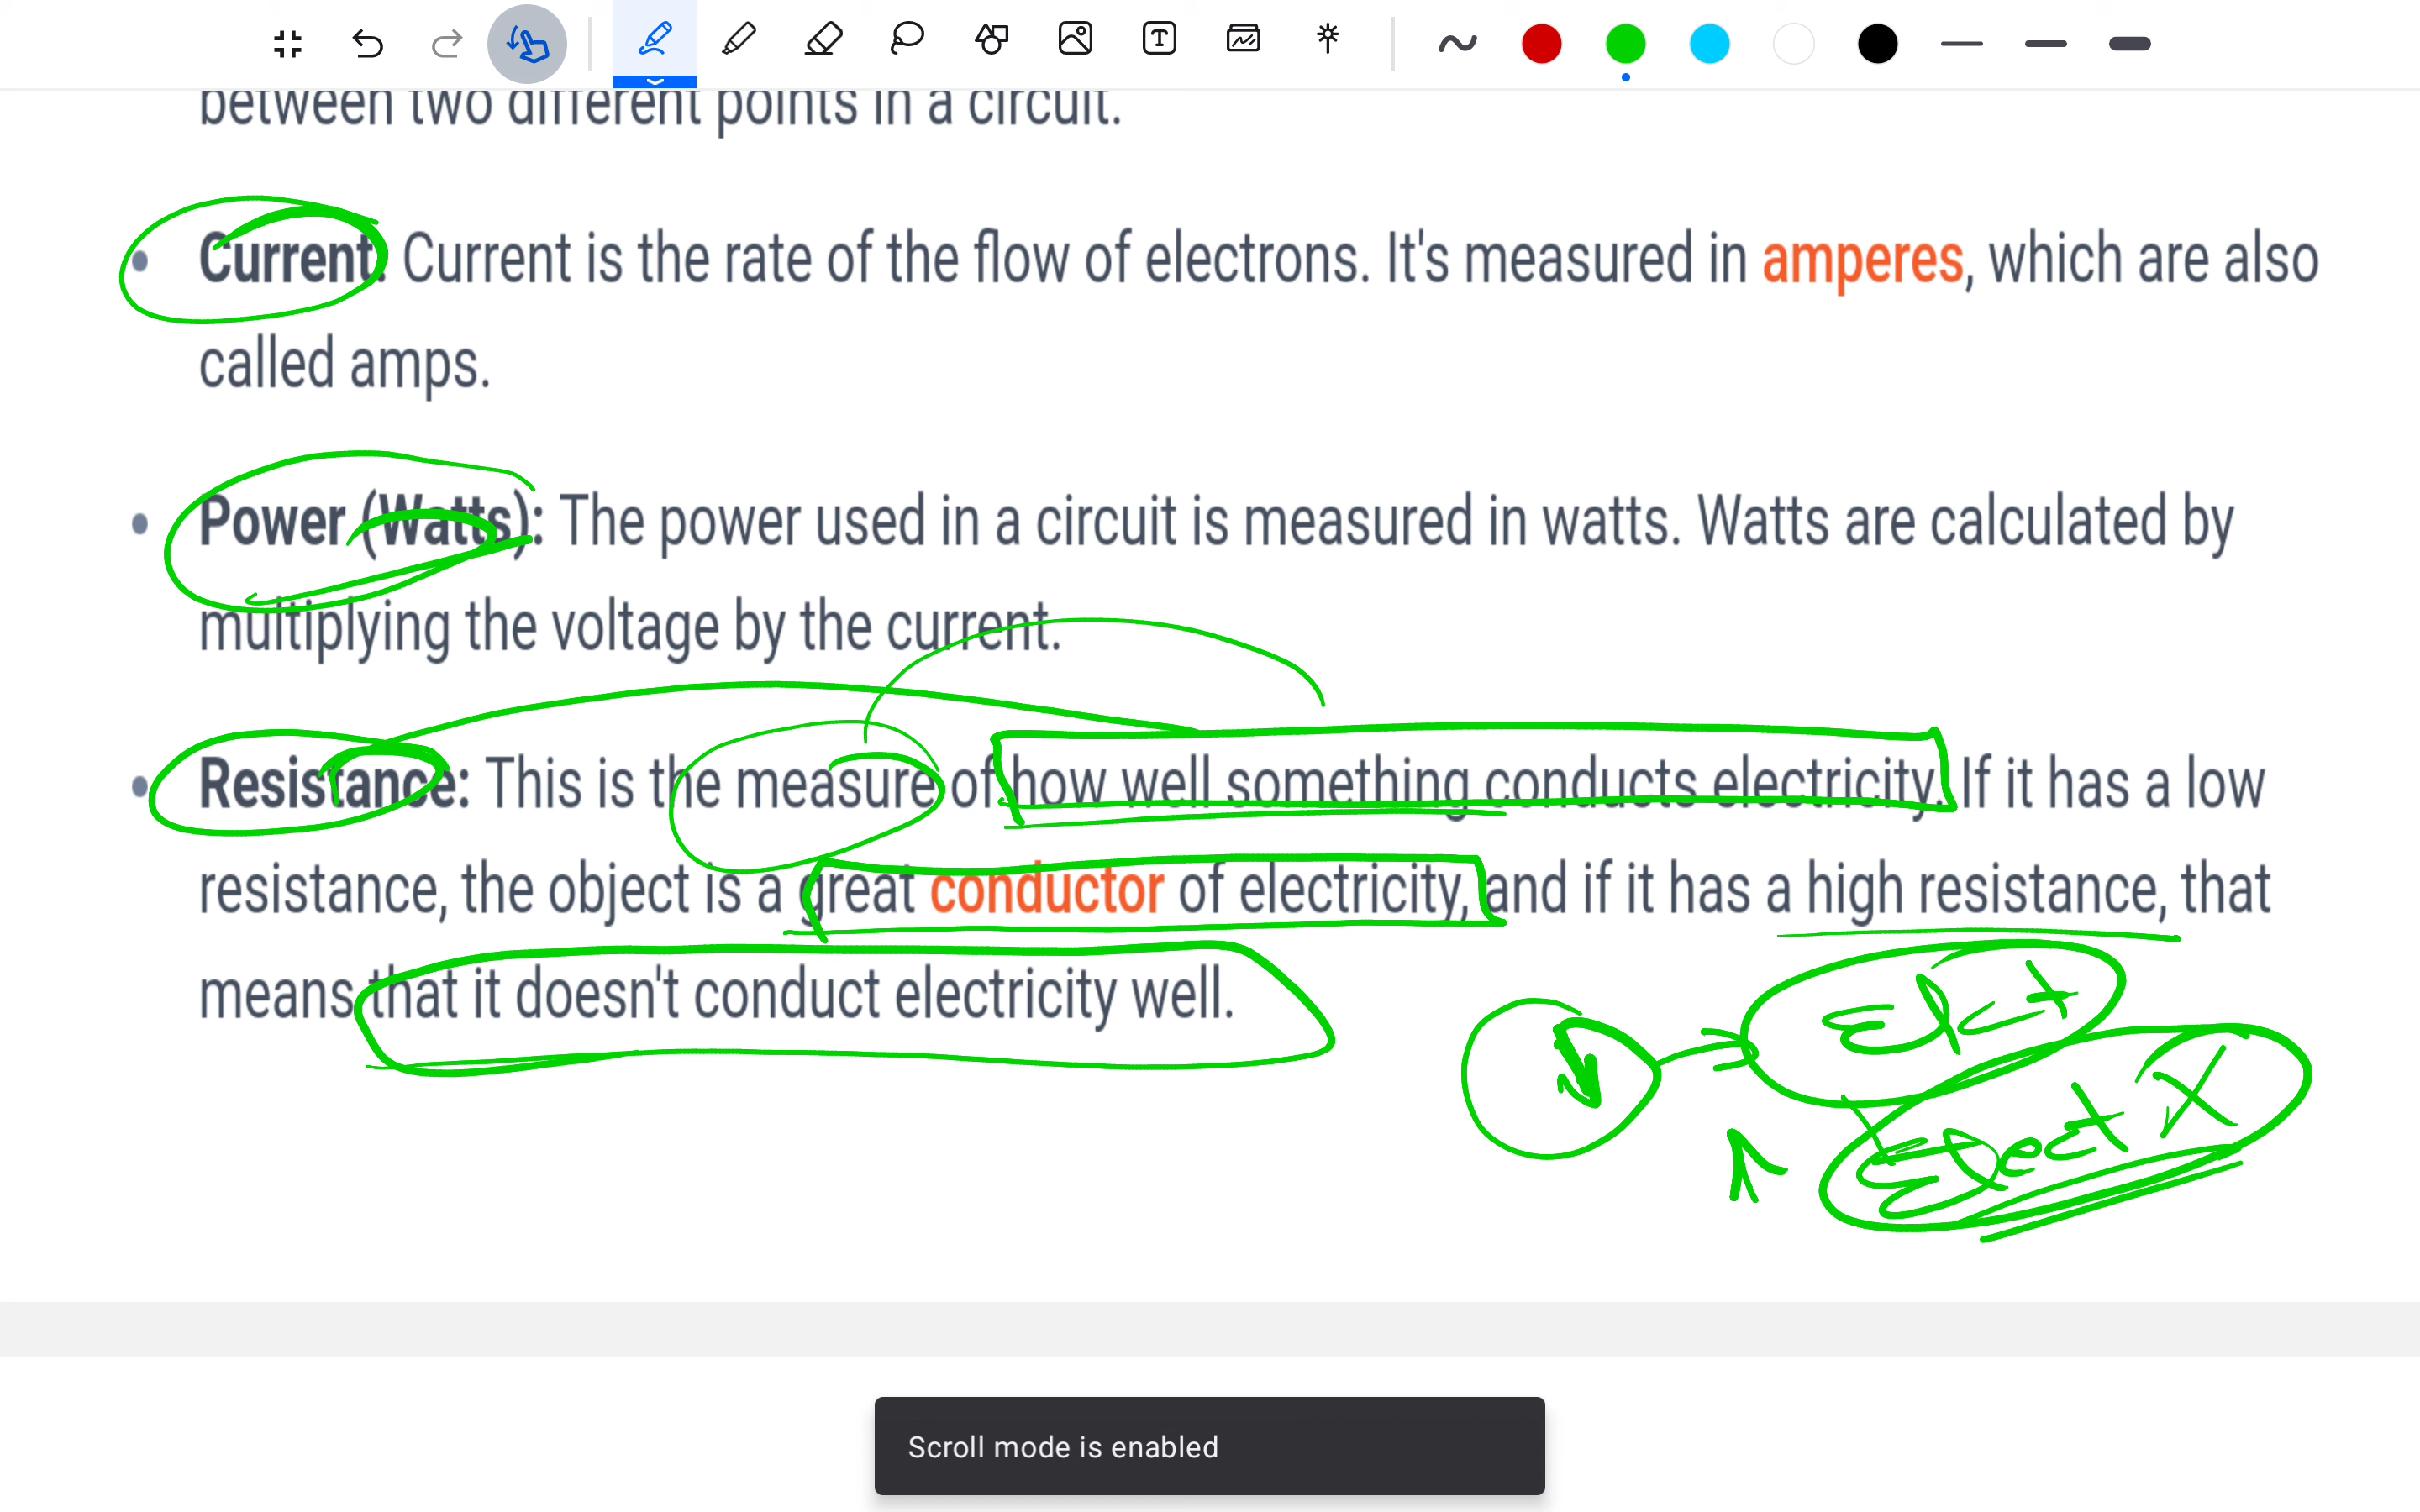 between two different points in a circuit.
Current: Current is the rate of the flow of electrons. It's measured in amperes, which are also
called amps.
Power (Watts): The power used in a circuit is measured in watts. Watts are calculated by
multiplying the voltage by the current.
Resistance: This is the measure of how well something conducts electricity. If it has a low
resistance, the object is a great conductor of electricity, and if it has a high resistance, that
means that it doesn't conduct electricity well.
Scroll mode is enabled